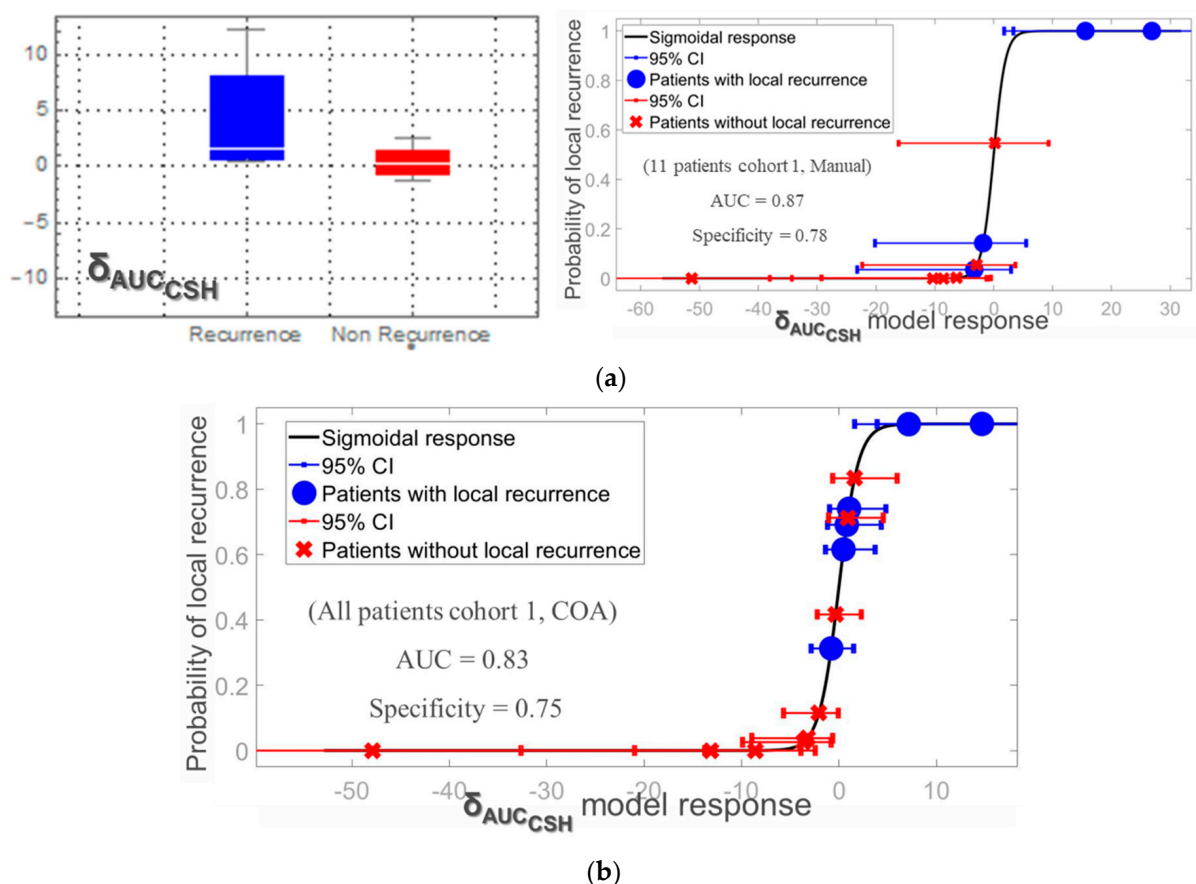 10
5
0
−5
−10
δAUCCSH
Recurrence Non Recurrence
Probability of local recurrence
1
0.8
0.6
0.4
0.2
0
Sigmoidal response
95% CI
Patients with local recurrence
95% CI
Patients without local recurrence
(11 patients cohort 1, Manual)
AUC = 0.87
Specificity = 0.78
-60 -50 -40 -30 -20 -10 0 10 20 30
δAUCCSH model response
(a)
Probability of local recurrence
1
0.8
0.6
0.4
0.2
0
Sigmoidal response
95% CI
Patients with local recurrence
95% CI
Patients without local recurrence
(All patients cohort 1, COA)
AUC = 0.83
Specificity = 0.75
-50 -40 -30 -20 -10 0 10
δAUCCSH model response
(b)